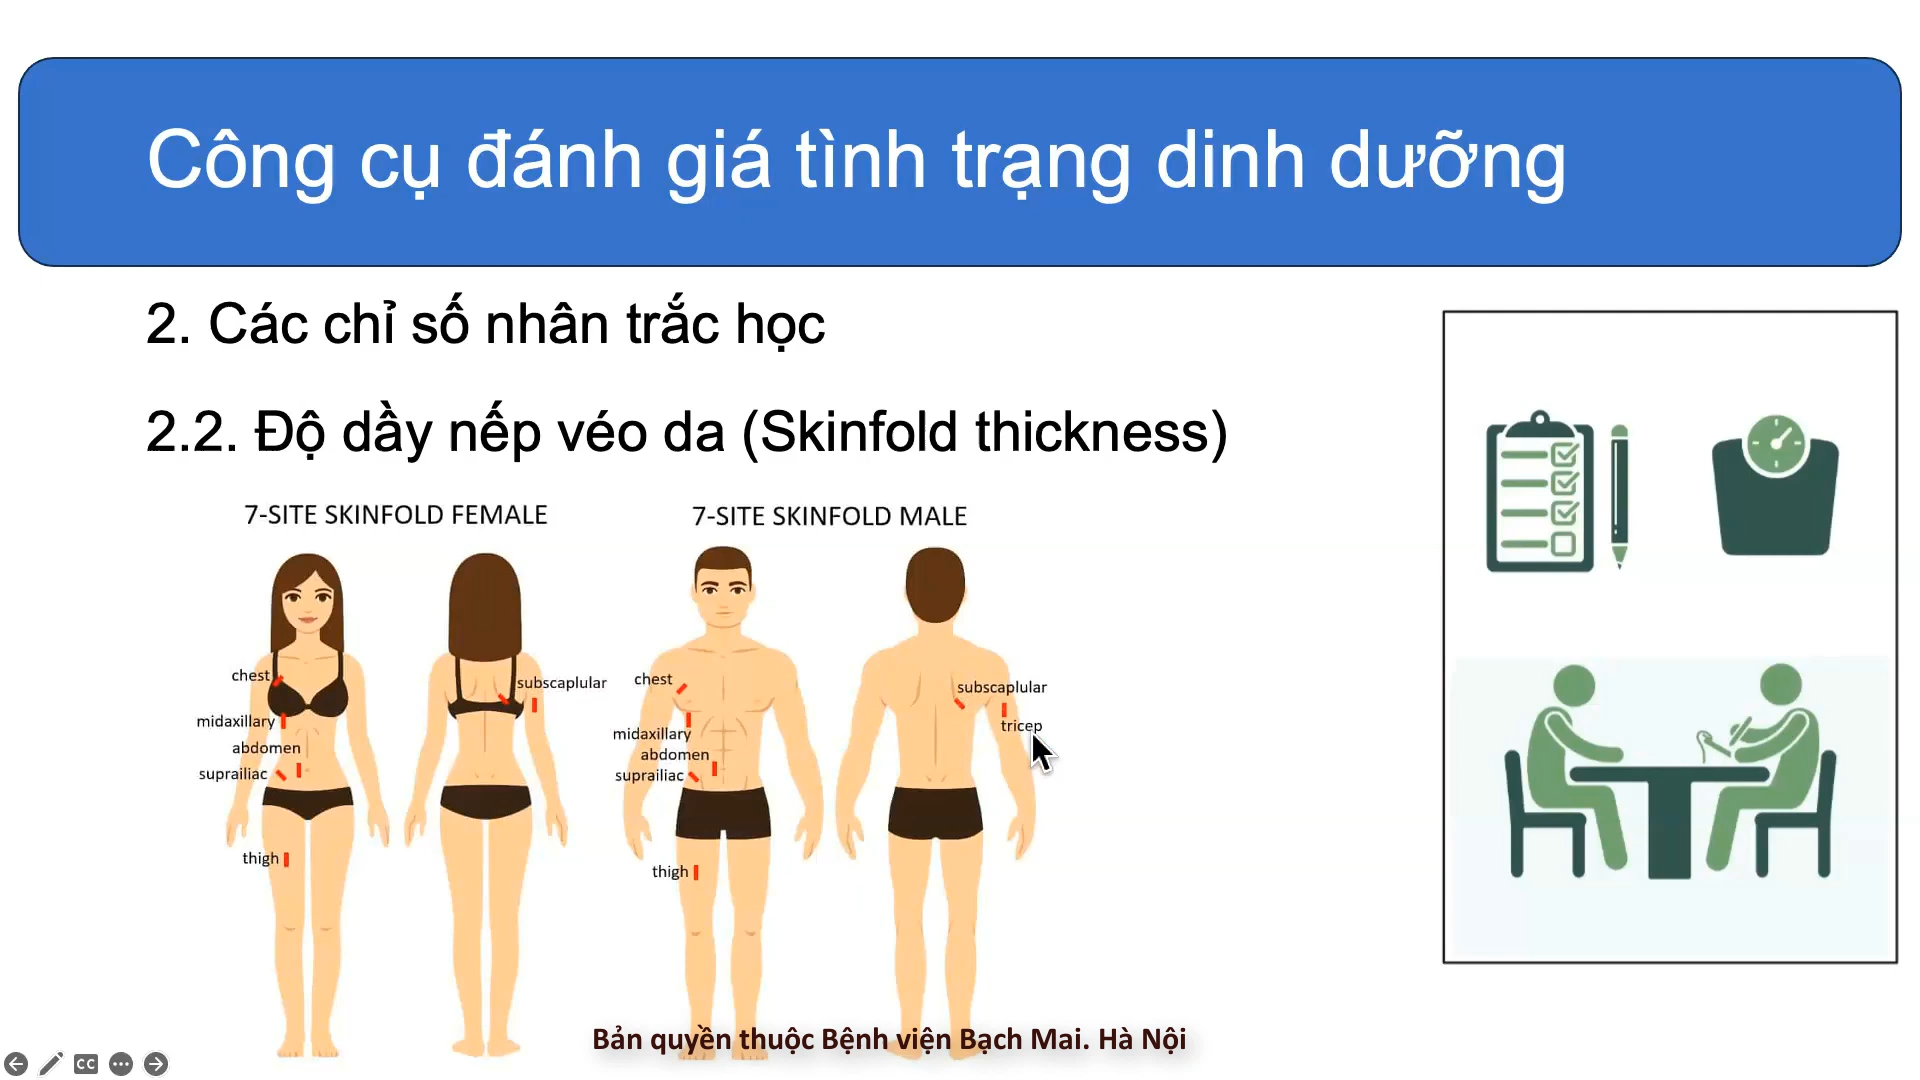 Công cụ đánh giá tình trạng dinh dưỡng
2. Các chỉ số nhân trắc học
2.2. Độ dầy nếp véo da (Skinfold thickness)
7-SITE SKINFOLD FEMALE
chest
midaxillary
abdomen
suprailiac
thigh
subscaplular
7-SITE SKINFOLD MALE
chest
midaxillary
abdomen
suprailiac
thigh
subscaplular
tricep
Bản quyền thuộc Bệnh viện Bạch Mai. Hà Nội
CC